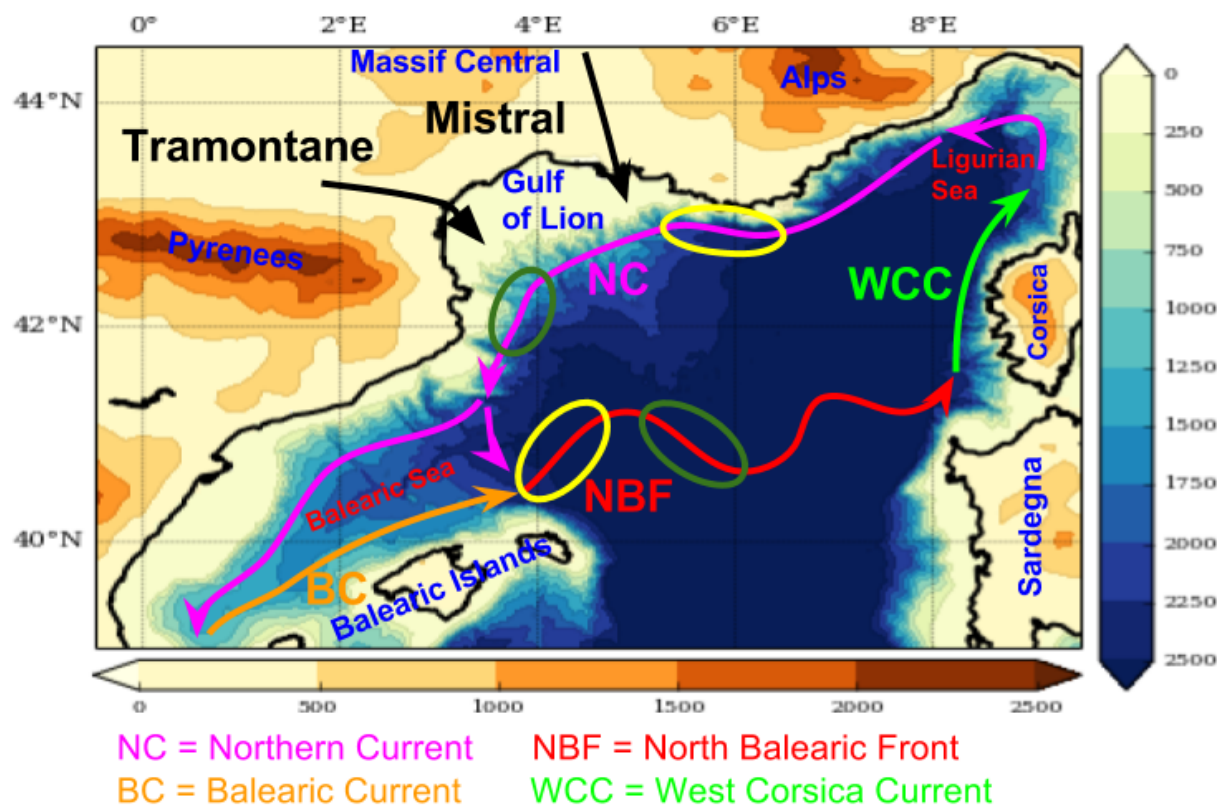 0° 2°E 4°E 6°E 8°E
Massif Central
Alps
44°N
Mistral
Tramontane
Gulf
of Lion
Ligurian
Sea
Pyrenees
NC
WCC
Corsica
42°N
Balearic Sea
NBF
Sardegna
40°N
BC
Balearic Islands
0
250
500
750
1000
1250
1500
1750
2000
2250
2500
0 500 1000 1500 2000 2500
NC = Northern Current NBF = North Balearic Front
BC = Balearic Current WCC = West Corsica Current